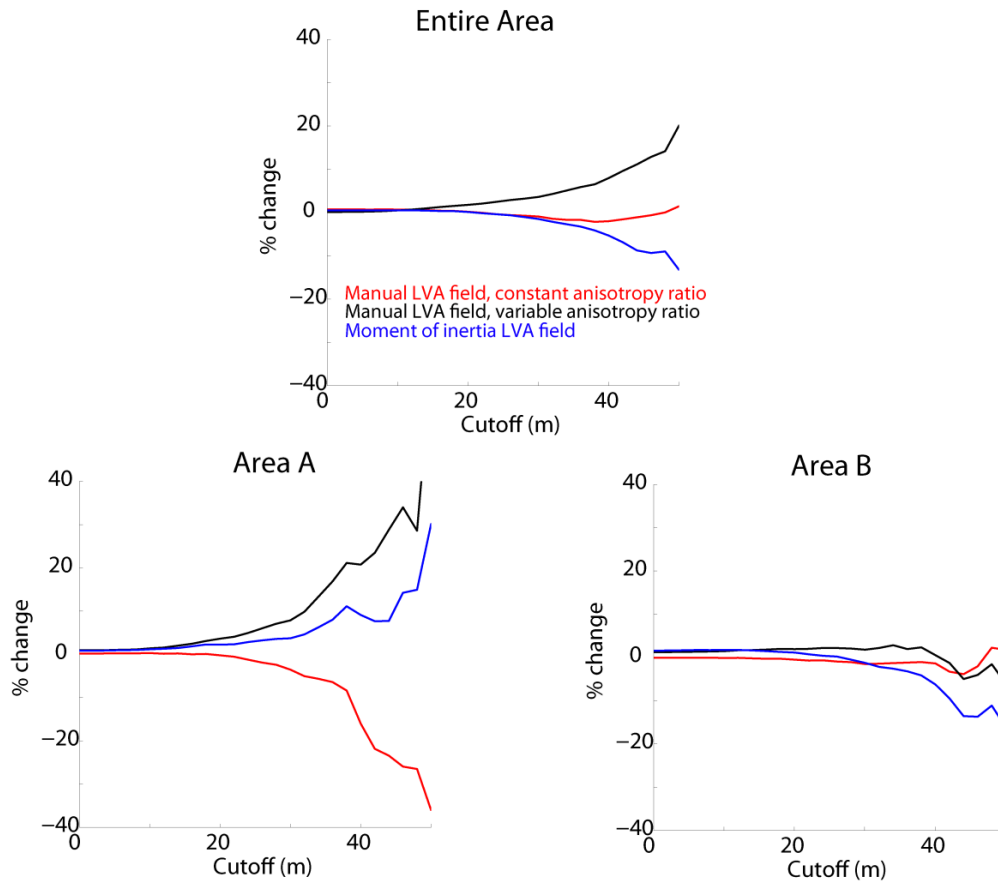 Entire Area
40
20
0
−20
−40
% change
Manual LVA field, constant anisotropy ratio
Manual LVA field, variable anisotropy ratio
Moment of inertia LVA field
0 20 40
Cutoff (m)
Area A
40
20
0
−20
−40
% change
0 20 40
Cutoff (m)
Area B
40
20
0
−20
−40
% change
0 20 40
Cutoff (m)